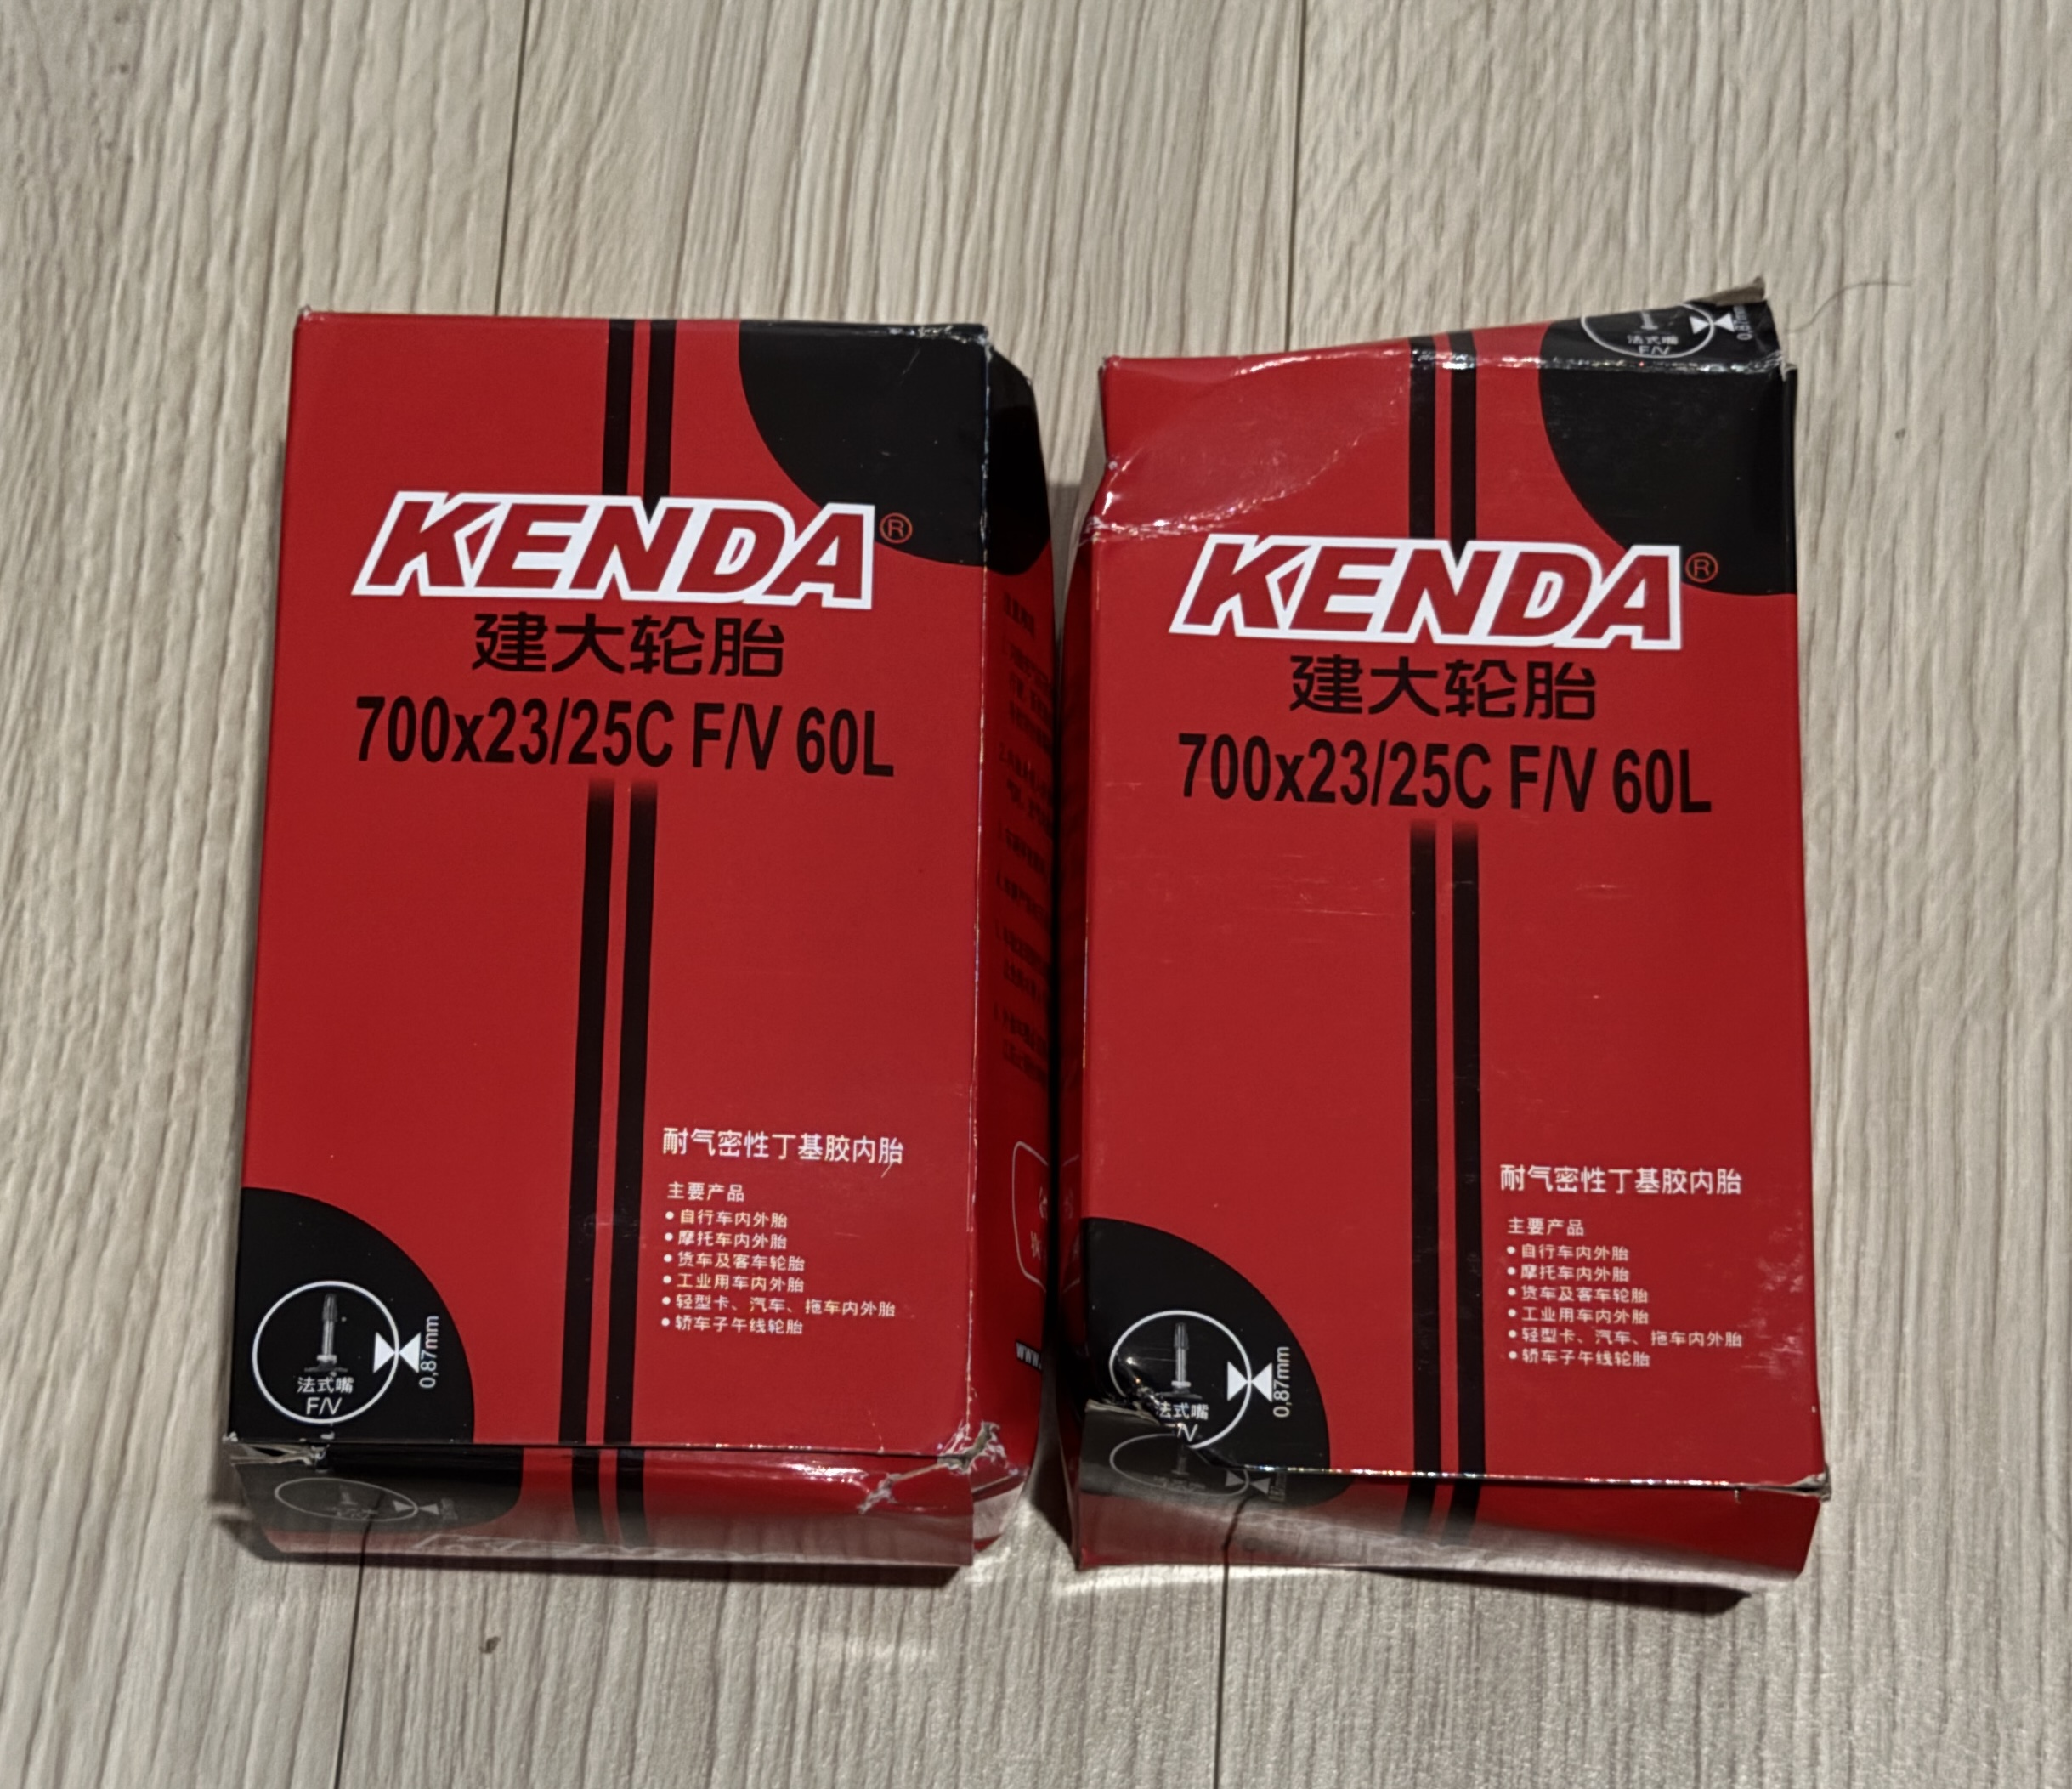 KENDA®
建大轮胎
700x23/25C F/V 60L
耐气密性丁基胶内胎
主要产品
• 自行车内外胎
• 摩托车内外胎
• 货车及客车轮胎
• 工业用车内外胎
• 轻型卡、汽车、拖车内外胎
• 轿车子午线轮胎
法式嘴
F/V
0,87mm
www.
法式嘴
F/V
0,87mm
KENDA®
建大轮胎
700x23/25C F/V 60L
耐气密性丁基胶内胎
主要产品
• 自行车内外胎
• 摩托车内外胎
• 货车及客车轮胎
• 工业用车内外胎
• 轻型卡、汽车、拖车内外胎
• 轿车子午线轮胎
法式嘴
0,87mm